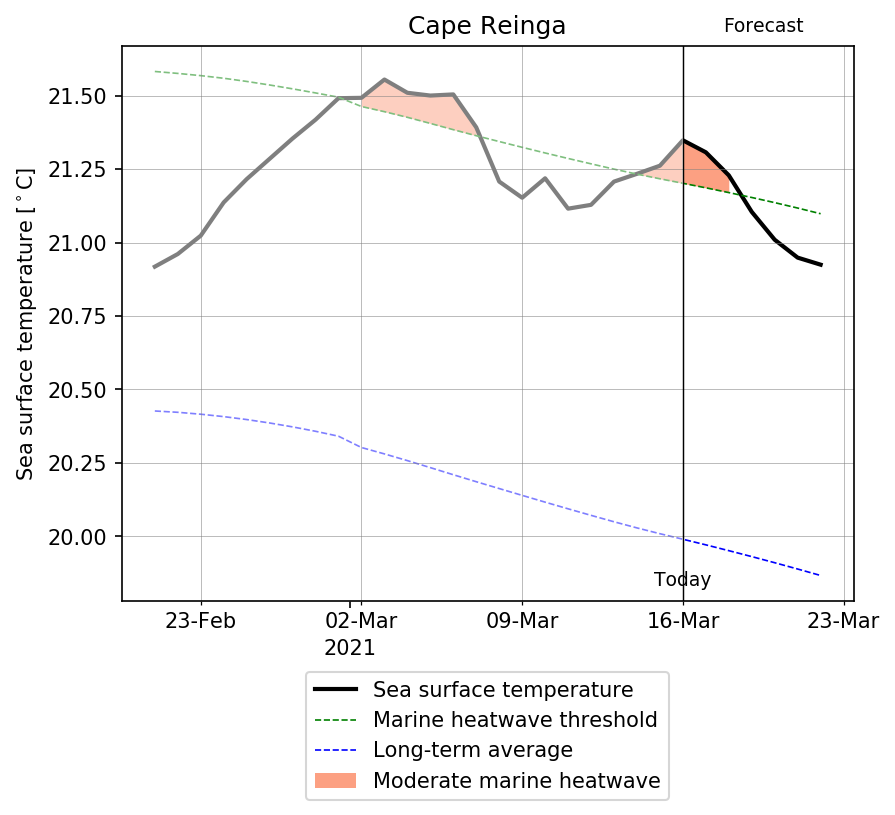 Cape Reinga
Forecast
Sea surface temperature [°C]
21.50
21.25
21.00
20.75
20.50
20.25
20.00
Today
23-Feb
02-Mar
09-Mar
16-Mar
23-Mar
2021
Sea surface temperature
Marine heatwave threshold
Long-term average
Moderate marine heatwave